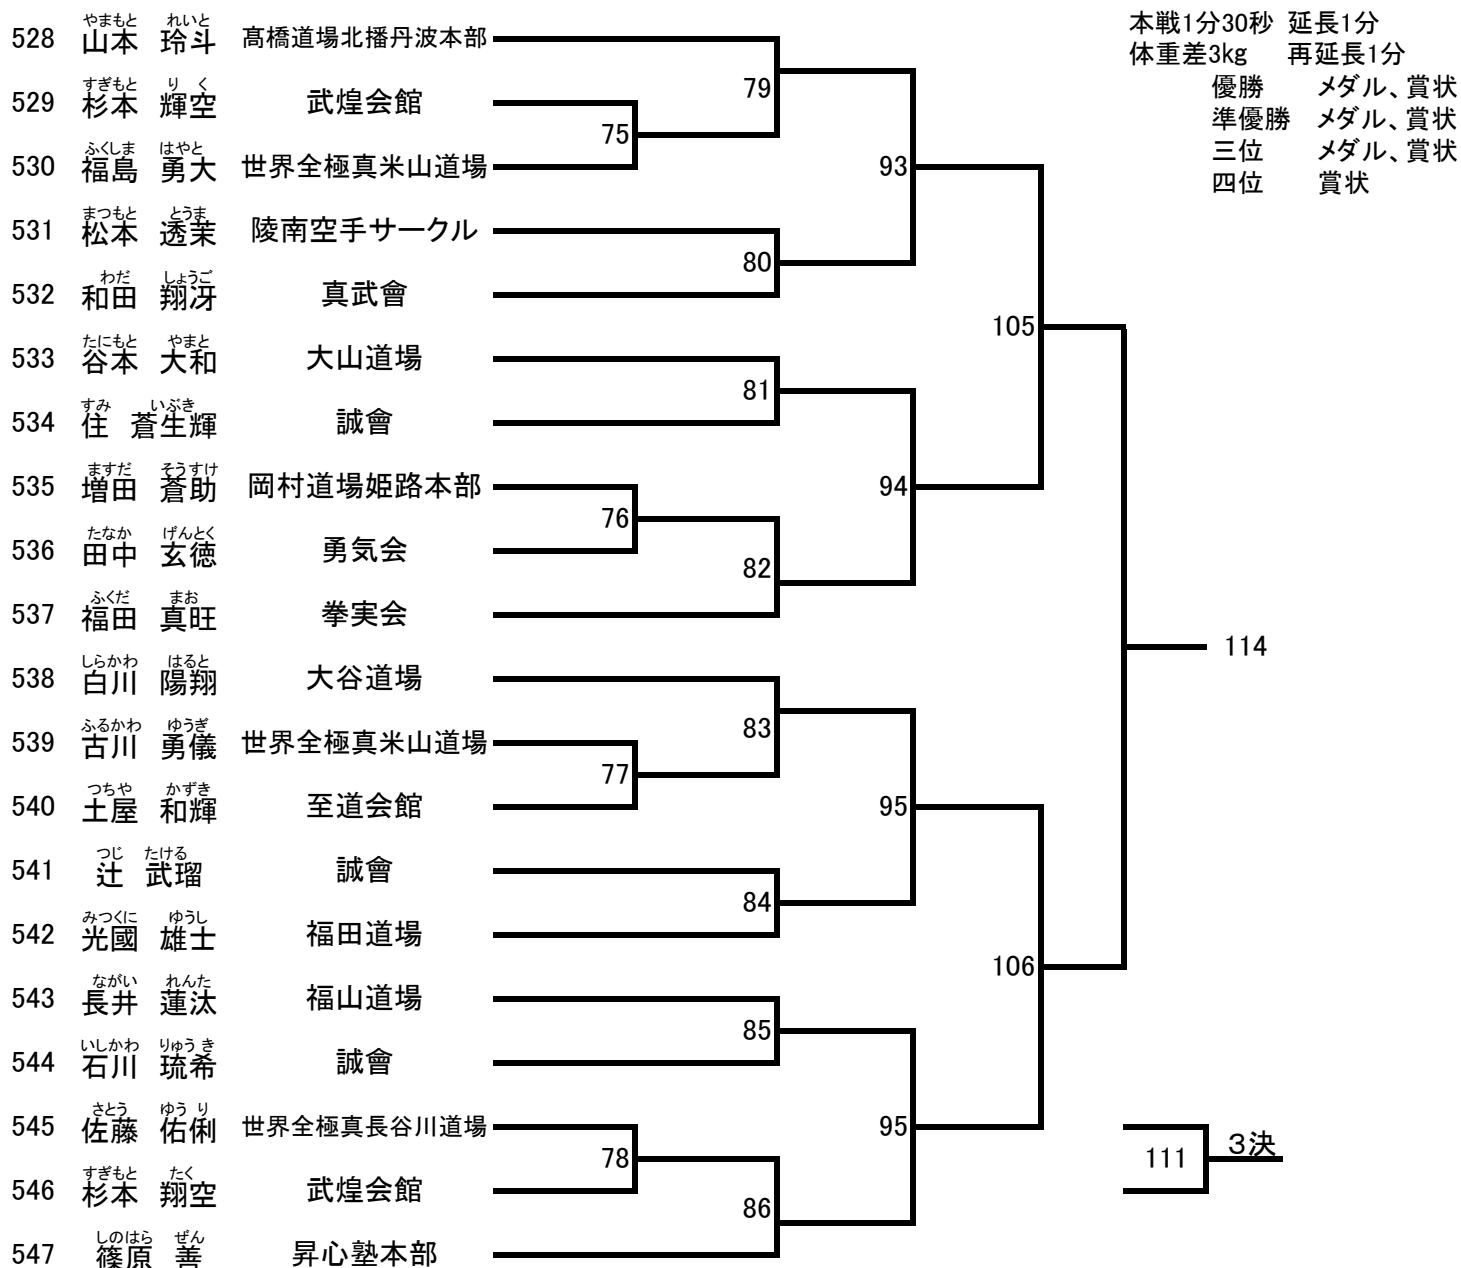 本戦1分30秒 延長1分
体重差3kg 再延長1分
優勝 メダル、賞状
準優勝 メダル、賞状
三位 メダル、賞状
四位 賞状
やまもと れいと
528 山本 玲斗 髙橋道場北播丹波本部
すぎもと り く
529 杉本 輝空 武煌会館
ふくしま はやと
530 福島 勇大 世界全極真米山道場
まつもと とうま
531 松本 透茉 陵南空手サークル
わだ しょうご
532 和田 翔冴 真武會
たにもと やまと
533 谷本 大和 大山道場
すみ いぶき
534 住 蒼生輝 誠會
ますだ そうすけ
535 増田 蒼助 岡村道場姫路本部
たなか げんとく
536 田中 玄徳 勇気会
ふくだ まお
537 福田 真旺 拳実会
しらかわ はると
538 白川 陽翔 大谷道場
ふるかわ ゆうぎ
539 古川 勇儀 世界全極真米山道場
つちや かずき
540 土屋 和輝 至道会館
つじ たける
541 辻 武瑠 誠會
みつくに ゆうし
542 光國 雄士 福田道場
ながい れんた
543 長井 蓮汰 福山道場
いしかわ りゅう き
544 石川 琉希 誠會
さとう ゆう り
545 佐藤 佑俐 世界全極真長谷川道場
すぎもと たく
546 杉本 翔空 武煌会館
しのはら ぜん
547 篠原 善 昇心塾本部
75
76
77
78
79
80
81
82
83
84
85
86
93
94
95
95
105
106
114
111 3決